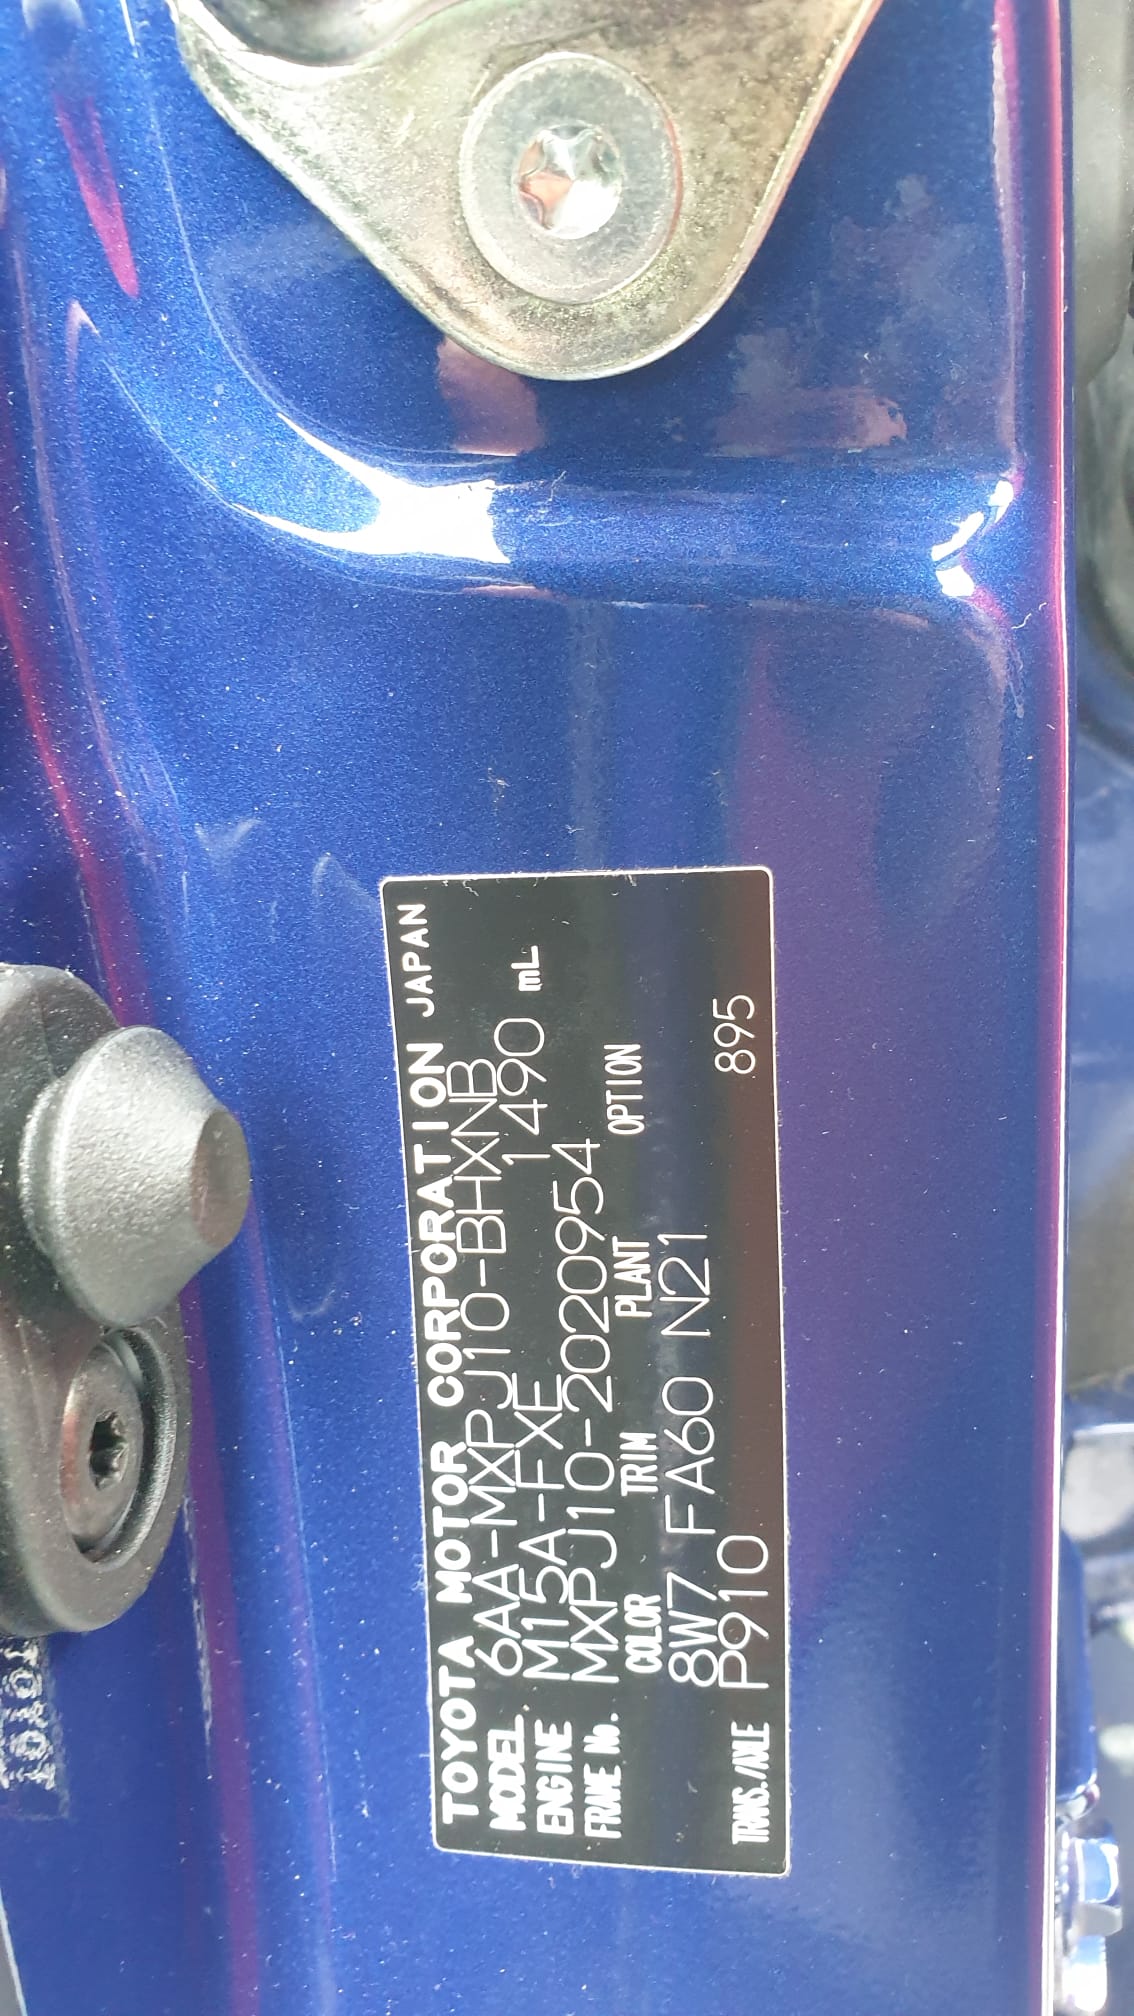 TOYOTA MOTOR CORPORATION JAPAN
MODEL 6AA-MXPJ10-BHXNB
ENGINE M15A-FXE 1490 mL
FRAME No. MXPJ10-2020954
COLOR TRIM PLANT OPTION
8W7 FA60 N21
TRANS./AXLE P910 895